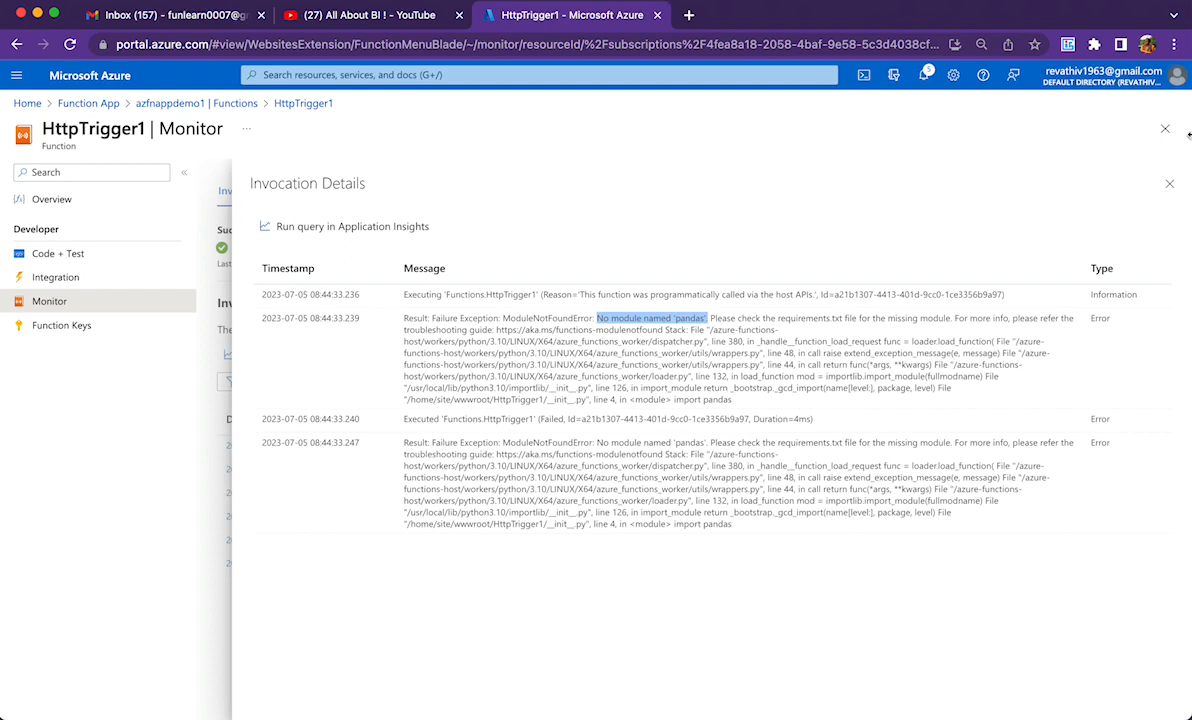 Inbox (157) - funlearn0007@gr
(27) All About BI ! - YouTube
HttpTrigger1 - Microsoft Azure
portal.azure.com/#view/WebsitesExtension/FunctionMenuBlade/~/monitor/resourceId/%2Fsubscriptions%2F4fea8a18-2058-4baf-9e58-5c3d4038cf...
Microsoft Azure
Search resources, services, and docs (G+/)
5
revathiv1963@gmail.com
DEFAULT DIRECTORY (REVATHIV...
Home > Function App > azfnappdemo1 | Functions > HttpTrigger1
HttpTrigger1 | Monitor ...
Function
Search
«
Overview
Developer
Code + Test
Integration
Monitor
Function Keys
Inv
Suc
Last
Inv
The
D
Invocation Details
Run query in Application Insights
Timestamp Message Type
2023-07-05 08:44:33.236 Executing 'Functions.HttpTrigger1' (Reason='This function was programmatically called via the host APIs.', Id=a21b1307-4413-401d-9cc0-1ce3356b9a97) Information
2023-07-05 08:44:33.239 Result: Failure Exception: ModuleNotFoundError: No module named 'pandas'. Please check the requirements.txt file for the missing module. For more info, please refer the Error
troubleshooting guide: https://aka.ms/functions-modulenotfound Stack: File "/azure-functions-
host/workers/python/3.10/LINUX/X64/azure_functions_worker/dispatcher.py", line 380, in _handle__function_load_request func = loader.load_function( File "/azure-
functions-host/workers/python/3.10/LINUX/X64/azure_functions_worker/utils/wrappers.py", line 48, in call raise extend_exception_message(e, message) File "/azure-
functions-host/workers/python/3.10/LINUX/X64/azure_functions_worker/utils/wrappers.py", line 44, in call return func(*args, **kwargs) File "/azure-functions-
host/workers/python/3.10/LINUX/X64/azure_functions_worker/loader.py", line 132, in load_function mod = importlib.import_module(fullmodname) File
"/usr/local/lib/python3.10/importlib/__init__.py", line 126, in import_module return _bootstrap._gcd_import(name[level:], package, level) File
"/home/site/wwwroot/HttpTrigger1/__init__.py", line 4, in <module> import pandas
2023-07-05 08:44:33.240 Executed 'Functions.HttpTrigger1' (Failed, Id=a21b1307-4413-401d-9cc0-1ce3356b9a97, Duration=4ms) Error
2023-07-05 08:44:33.247 Result: Failure Exception: ModuleNotFoundError: No module named 'pandas'. Please check the requirements.txt file for the missing module. For more info, please refer the Error
troubleshooting guide: https://aka.ms/functions-modulenotfound Stack: File "/azure-functions-
host/workers/python/3.10/LINUX/X64/azure_functions_worker/dispatcher.py", line 380, in _handle__function_load_request func = loader.load_function( File "/azure-
functions-host/workers/python/3.10/LINUX/X64/azure_functions_worker/utils/wrappers.py", line 48, in call raise extend_exception_message(e, message) File "/azure-
functions-host/workers/python/3.10/LINUX/X64/azure_functions_worker/utils/wrappers.py", line 44, in call return func(*args, **kwargs) File "/azure-functions-
host/workers/python/3.10/LINUX/X64/azure_functions_worker/loader.py", line 132, in load_function mod = importlib.import_module(fullmodname) File
"/usr/local/lib/python3.10/importlib/__init__.py", line 126, in import_module return _bootstrap._gcd_import(name[level:], package, level) File
"/home/site/wwwroot/HttpTrigger1/__init__.py", line 4, in <module> import pandas